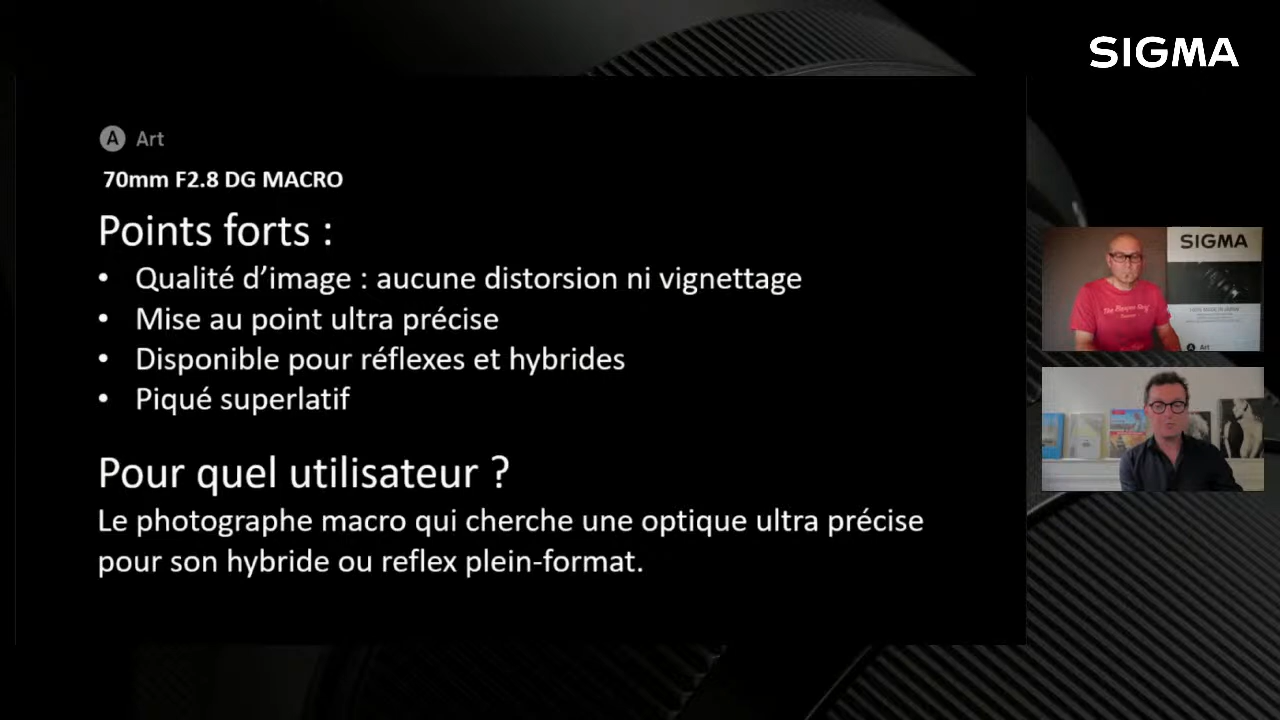 SIGMA
A Art
70mm F2.8 DG MACRO
Points forts :
• Qualité d’image : aucune distorsion ni vignettage
• Mise au point ultra précise
• Disponible pour réflexes et hybrides
• Piqué superlatif
Pour quel utilisateur ?
Le photographe macro qui cherche une optique ultra précise
pour son hybride ou reflex plein-format.
SIGMA
A Art